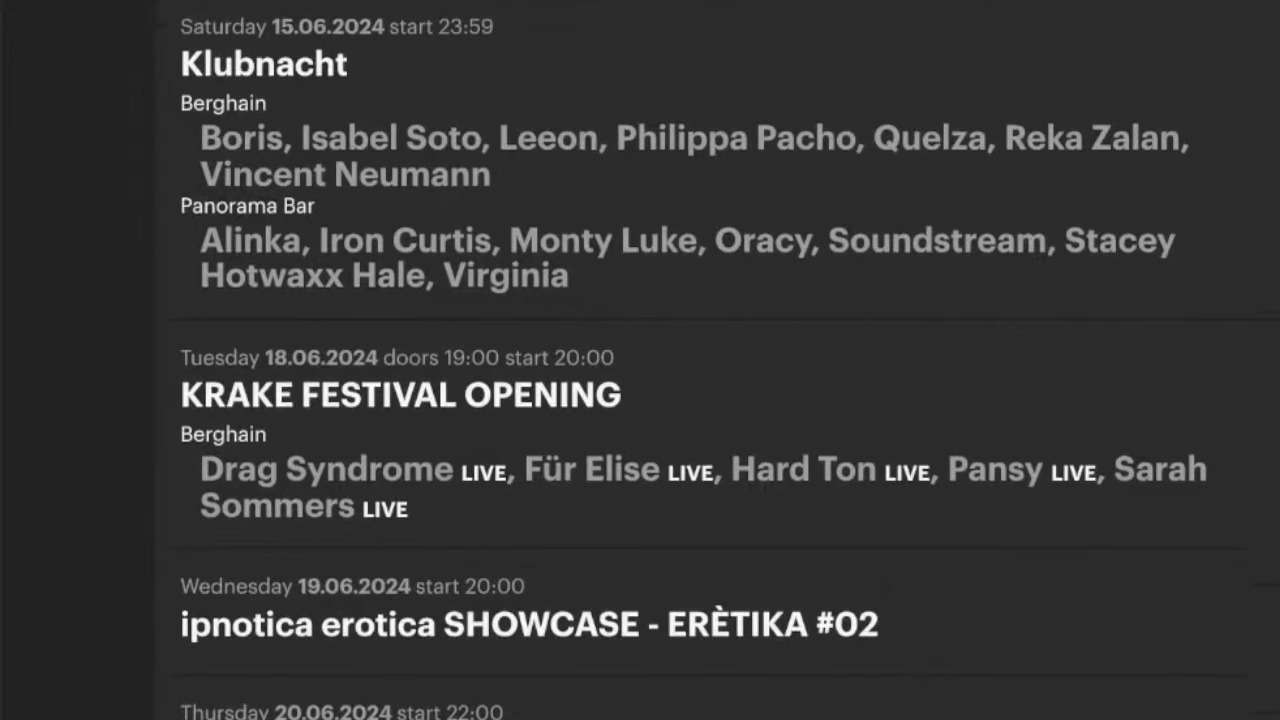 Saturday 15.06.2024 start 23:59
Klubnacht
Berghain
Boris, Isabel Soto, Leeon, Philippa Pacho, Quelza, Reka Zalan,
Vincent Neumann
Panorama Bar
Alinka, Iron Curtis, Monty Luke, Oracy, Soundstream, Stacey
Hotwaxx Hale, Virginia
Tuesday 18.06.2024 doors 19:00 start 20:00
KRAKE FESTIVAL OPENING
Berghain
Drag Syndrome LIVE, Für Elise LIVE, Hard Ton LIVE, Pansy LIVE, Sarah
Sommers LIVE
Wednesday 19.06.2024 start 20:00
ipnotica erotica SHOWCASE - ERÈTIKA #02
Thursday 20.06.2024 start 22:00